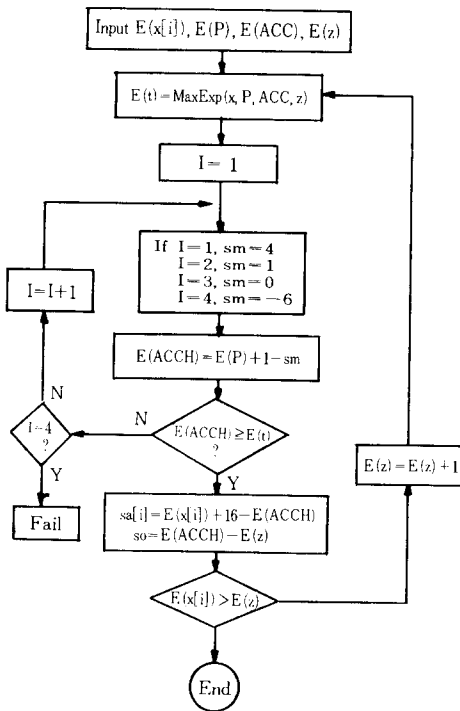 Input E(x[i]), E(P), E(ACC), E(z)
E(t)=MaxExp(x, P, ACC, z)
I= 1
If I=1, sm=4
I=2, sm=1
I=3, sm=0
I=4, sm=-6
I=I+1
E(ACCH)=E(P)+1-sm
N
N
I=4
?
E(ACCH)≥E(t)
?
Y
Y
E(z)=E(z)+1
Fail
sa[i]=E(x[i])+16-E(ACCH)
so=E(ACCH)-E(z)
E(x[i])>E(z)
End